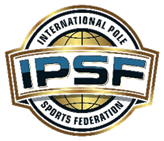 INTERNATIONAL POLE
IPSF
SPORTS FEDERATION